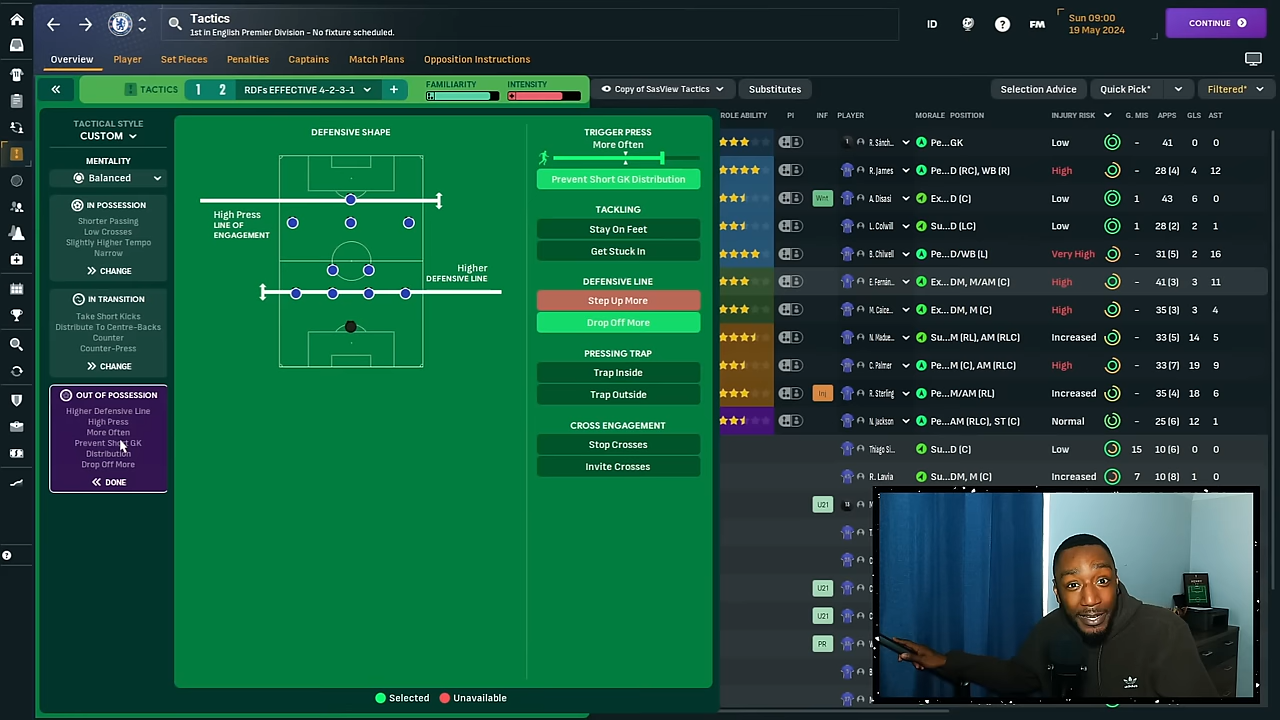 Tactics
1st in English Premier Division - No fixture scheduled.
ID
FM
Sun 09:00
19 May 2024
CONTINUE
Overview
Player
Set Pieces
Penalties
Captains
Match Plans
Opposition Instructions
TACTICS
1
2
RDFs EFFECTIVE 4-2-3-1
FAMILIARITY
INTENSITY
Copy of SasView Tactics
Substitutes
Selection Advice
Quick Pick*
Filtered*
TACTICAL STYLE
CUSTOM
MENTALITY
Balanced
IN POSSESSION
Shorter Passing
Low Crosses
Slightly Higher Tempo
Narrow
CHANGE
IN TRANSITION
Take Short Kicks
Distribute To Centre-Backs
Counter
Counter-Press
CHANGE
OUT OF POSSESSION
Higher Defensive Line
High Press
More Often
Prevent Short GK
Distribution
Drop Off More
DONE
DEFENSIVE SHAPE
High Press
LINE OF
ENGAGEMENT
Higher
DEFENSIVE LINE
TRIGGER PRESS
More Often
Prevent Short GK Distribution
TACKLING
Stay On Feet
Get Stuck In
DEFENSIVE LINE
Step Up More
Drop Off More
PRESSING TRAP
Trap Inside
Trap Outside
CROSS ENGAGEMENT
Stop Crosses
Invite Crosses
Selected
Unavailable
ROLE ABILITY PI INF PLAYER MORALE POSITION INJURY RISK G. MIS APPS GLS AST
R. Sánch... Pe...GK Low - 41 0 0
R. James Pe...D (RC), WB (R) High - 28 (4) 4 12
Wnt A. Disasi Ex...D (C) Low 1 43 6 0
L. Colwill Su...D (LC) Low 1 28 (2) 2 1
B. Chilwell Pe...D/WB (L) Very High - 31 (5) 2 16
E. Fernán... Ex...DM, M/AM (C) High - 41 (3) 3 11
M. Caice... Ex...DM, M (C) High - 35 (3) 3 4
N. Madue... Su...M (RL), AM (RL) Increased - 33 (5) 14 5
C. Palmer Pe...M (C), AM (RLC) High - 33 (7) 19 9
Inj R. Sterling Pe...M/AM (RL) Increased - 35 (4) 18 6
N. Jackson Pe...AM (RLC), ST (C) Normal - 25 (6) 12 1
Thiago Si... Su...D (C) Low 15 10 (6) 0 0
R. Lavia Su...DM, M (C) Increased 7 10 (8) 1 0
U21
U21
U21
PR
adidas